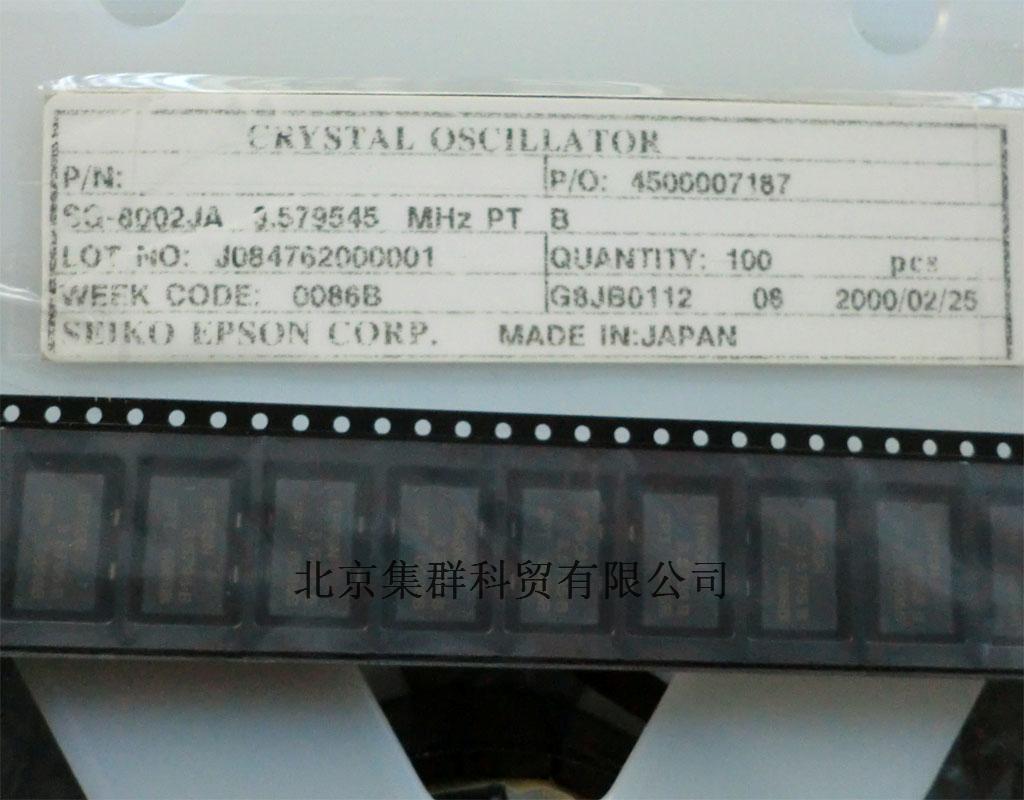 CRYSTAL OSCILLATOR
P/N: P/O: 4500007187
SG-8002JA 3.579545 MHz PT B
LOT NO: J084762000001 QUANTITY: 100 pcs
WEEK CODE: 0086B G8JB0112 08 2000/02/25
SEIKO EPSON CORP. MADE IN:JAPAN
北京集群科贸有限公司